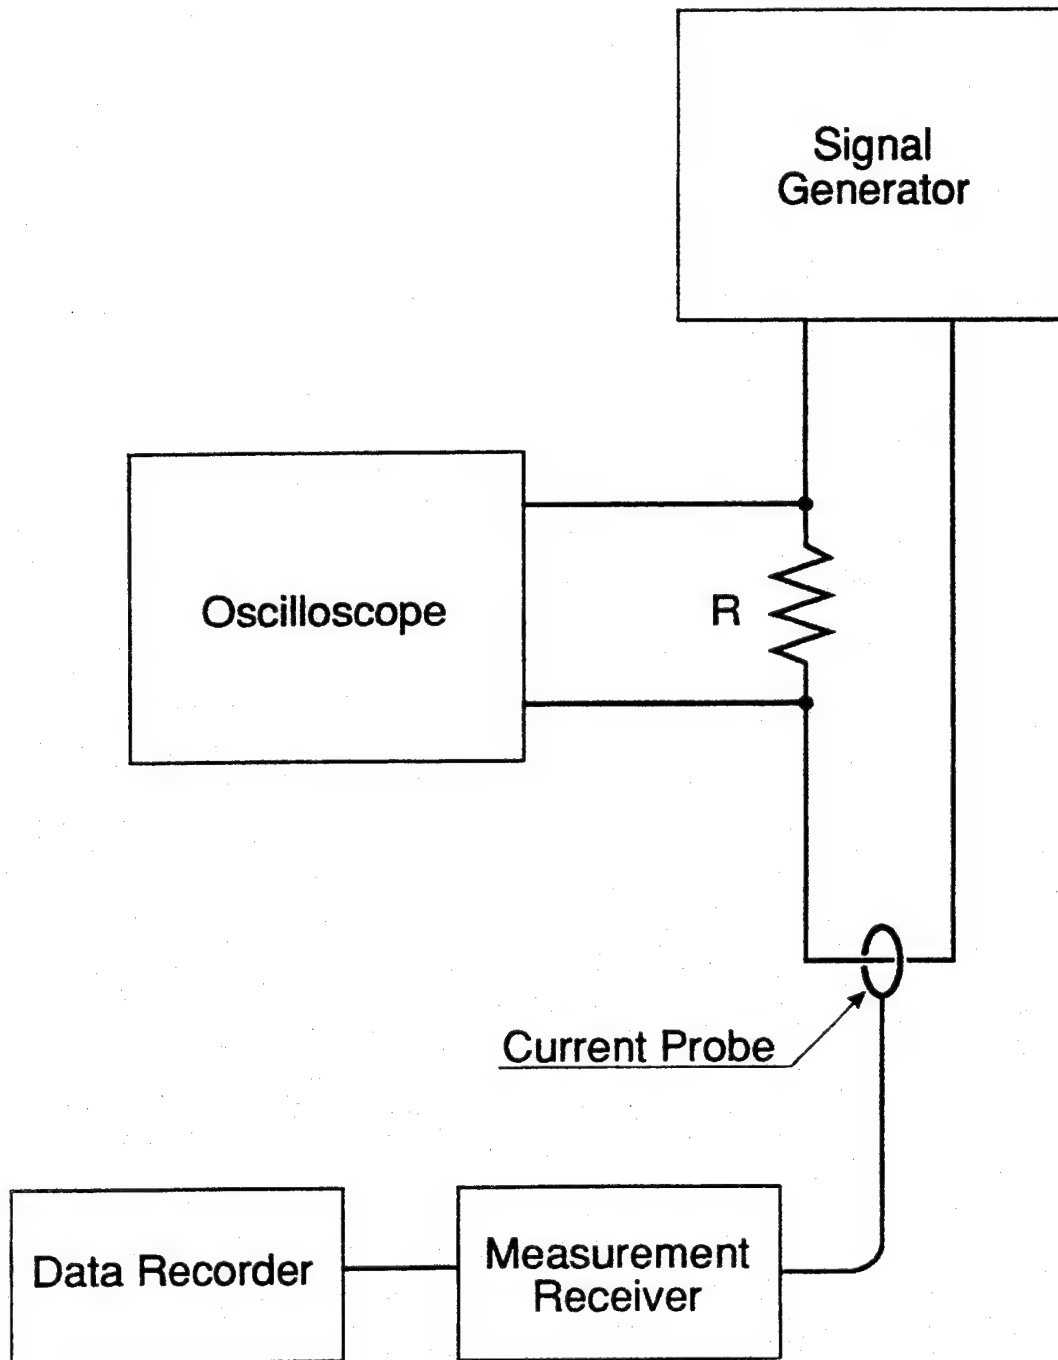 Signal
Generator
Oscilloscope
R
Current Probe
Data Recorder
Measurement
Receiver